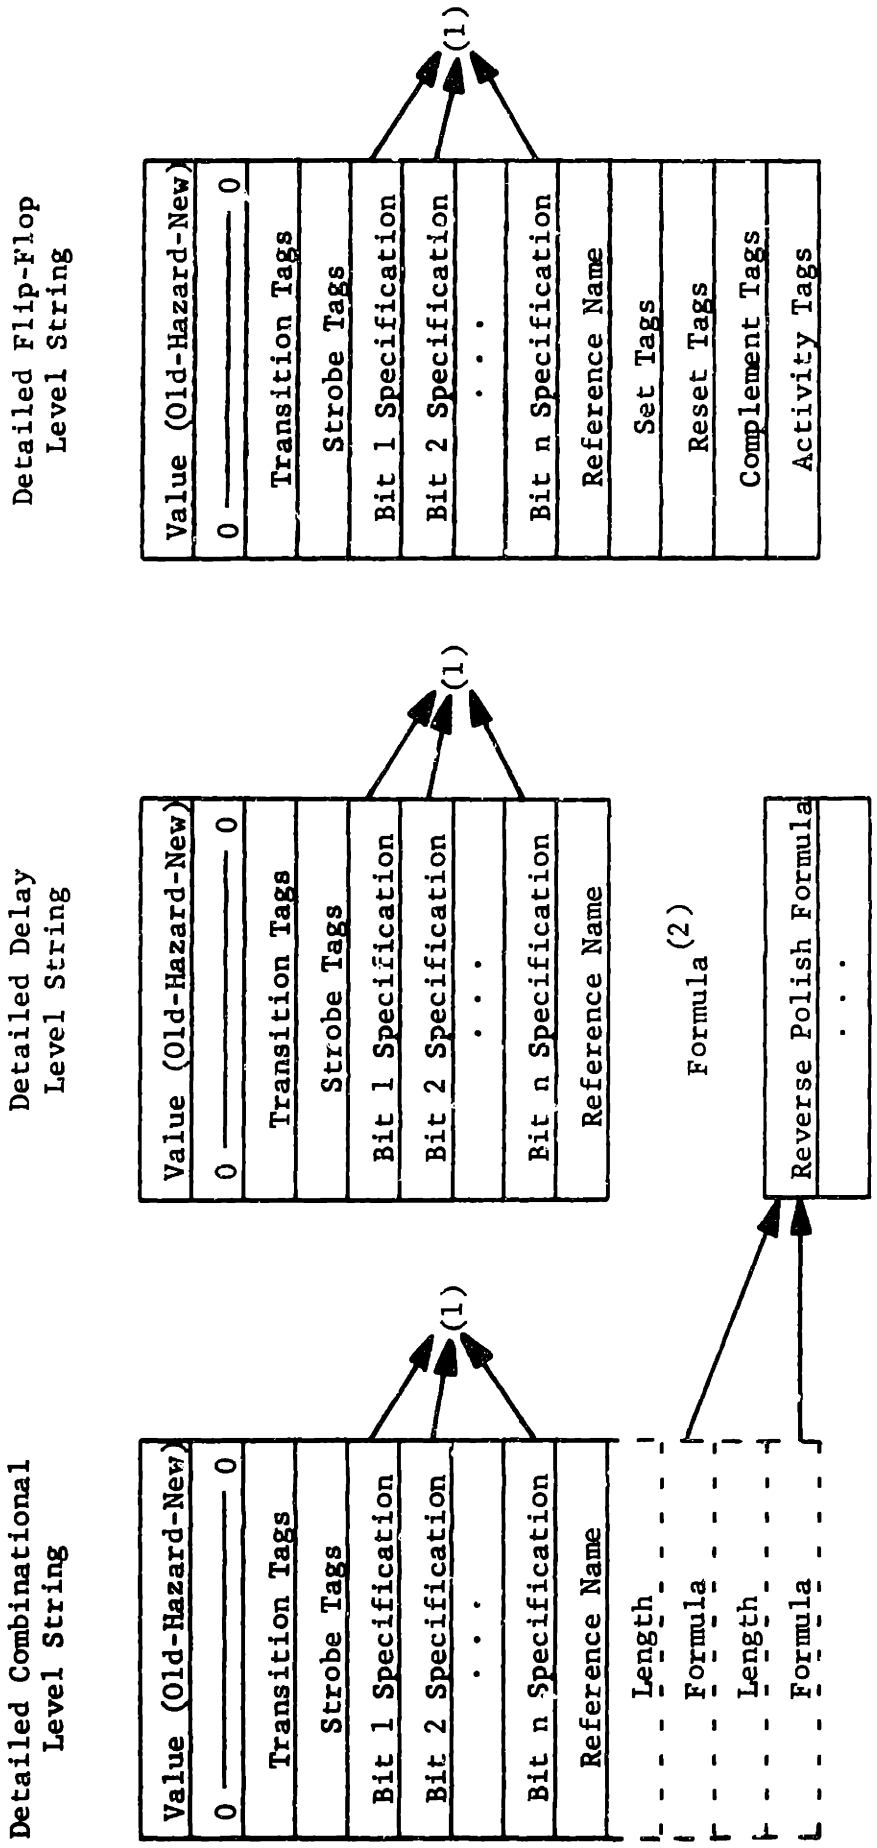 Detailed Combinational
Level String
Value (Old-Hazard-New)
0 0
Transition Tags
Strobe Tags
Bit 1 Specification
Bit 2 Specification
. . .
Bit n Specification
Reference Name
Length
Formula
Length
Formula
(1)
Detailed Delay
Level String
Value (Old-Hazard-New)
0 0
Transition Tags
Strobe Tags
Bit 1 Specification
Bit 2 Specification
. . .
Bit n Specification
Reference Name
(1)
Formula(2)
Reverse Polish Formula
. . .
Detailed Flip-Flop
Level String
Value (Old-Hazard-New)
0 0
Transition Tags
Strobe Tags
Bit 1 Specification
Bit 2 Specification
. . .
Bit n Specification
Reference Name
Set Tags
Reset Tags
Complement Tags
Activity Tags
(1)